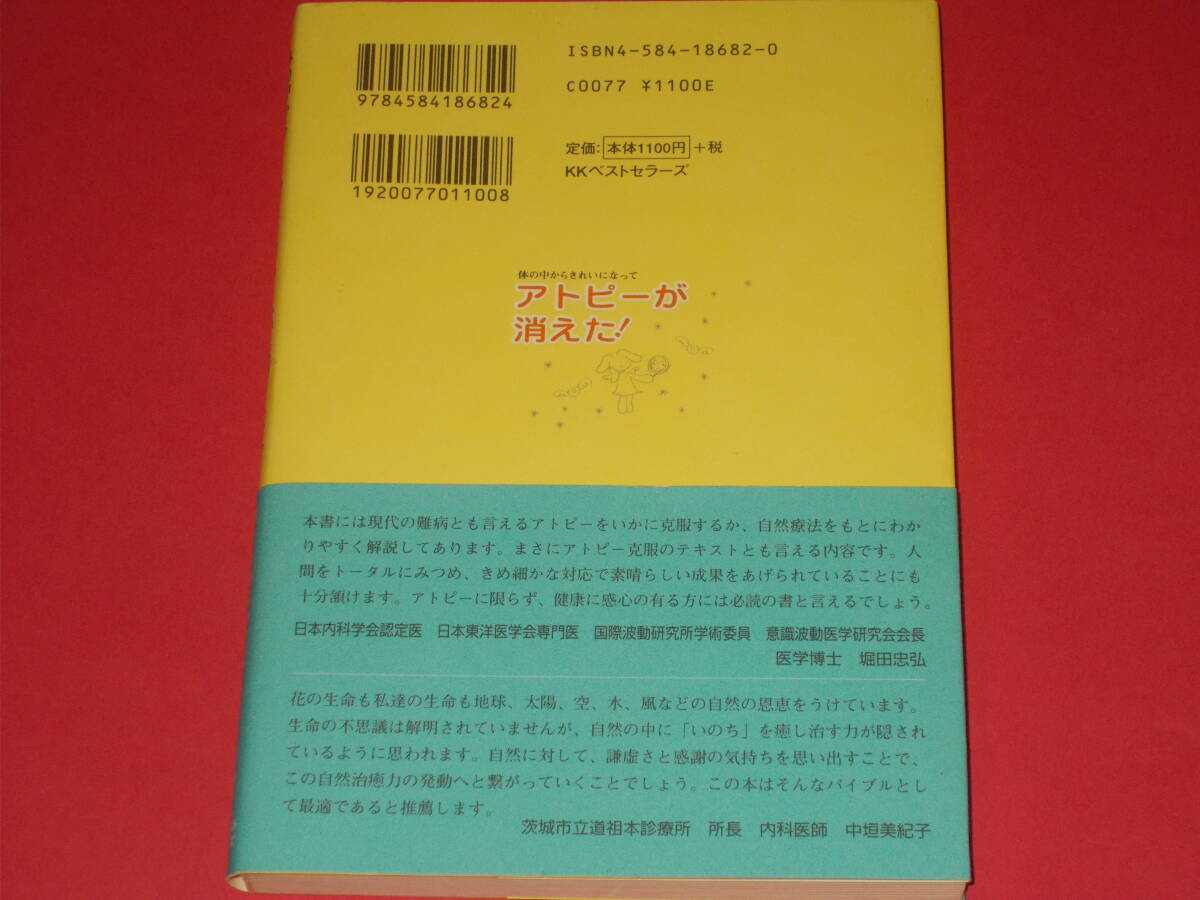 ISBN4-584-18682-0
9784584186824
C0077 ¥1100E
定価: 本体1100円 +税
KKベストセラーズ
1920077011008
体の中からきれいになって
アトピーが
消えた!
本書には現代の難病とも言えるアトピーをいかに克服するか、自然療法をもとにわか
りやすく解説してあります。まさにアトピー克服のテキストとも言える内容です。人
間をトータルにみつめ、きめ細かな対応で素晴らしい成果をあげられていることにも
十分頷けます。アトピーに限らず、健康に感心の有る方には必読の書と言えるでしょう。
日本内科学会認定医　日本東洋医学会専門医　国際波動研究所学術委員　意識波動医学研究会会長
医学博士　堀田忠弘
花の生命も私達の生命も地球、太陽、空、水、風などの自然の恩恵をうけています。
生命の不思議は解明されていませんが、自然の中に「いのち」を癒し治す力が隠され
ているように思われます。自然に対して、謙虚さと感謝の気持ちを思い出すことで、
この自然治癒力の発動へと繋がっていくことでしょう。この本はそんなバイブルとし
て最適であると推薦します。
茨城市立道祖本診療所　所長　内科医師　中垣美紀子